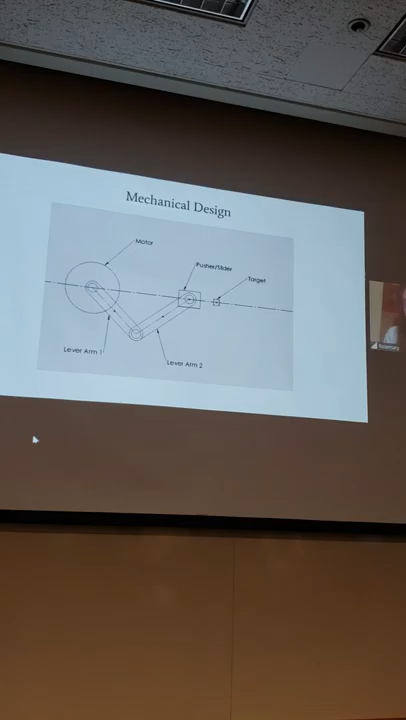 Mechanical Design
Motor
Pusher/Slider
Target
Lever Arm 1
Lever Arm 2